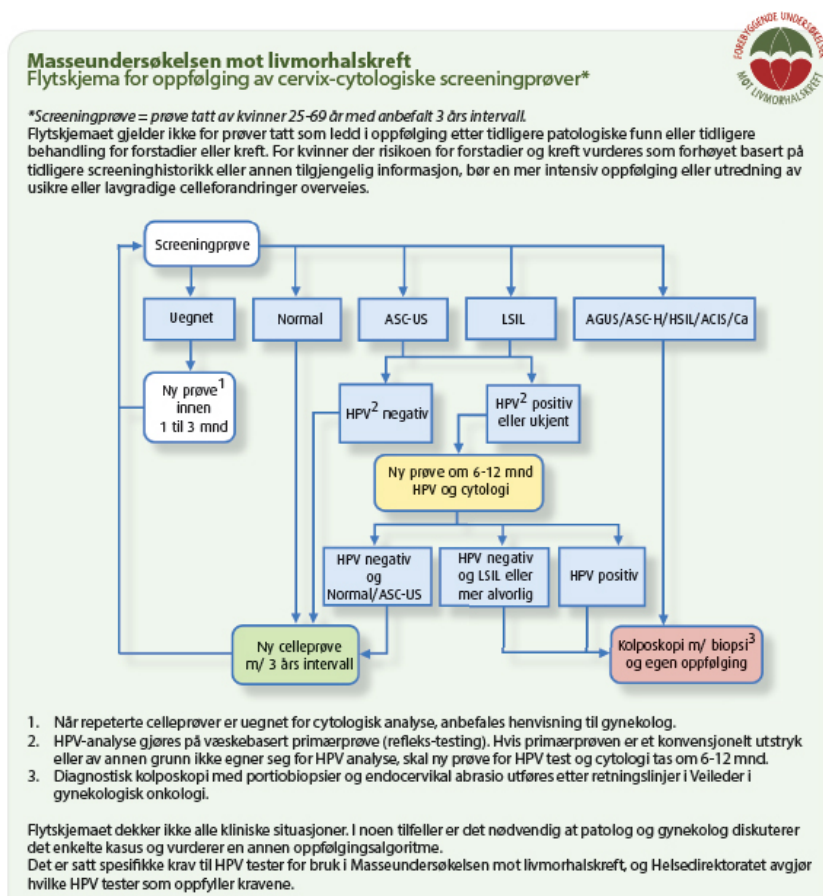 FOREBYGGENDE UNDERSØKELSE
MOT LIVMORHALSKREFT
Masseundersøkelsen mot livmorhalskreft
Flytskjema for oppfølging av cervix-cytologiske screeningprøver*
*Screeningprøve = prøve tatt av kvinner 25-69 år med anbefalt 3 års intervall.
Flytskjemaet gjelder ikke for prøver tatt som ledd i oppfølging etter tidligere patologiske funn eller tidligere
behandling for forstadier eller kreft. For kvinner der risikoen for forstadier og kreft vurderes som forhøyet basert på
tidligere screeninghistorikk eller annen tilgjengelig informasjon, bør en mer intensiv oppfølging eller utredning av
usikre eller lavgradige celleforandringer overveies.
Screeningprøve
Uegnet
Normal
ASC-US
LSIL
AGUS/ASC-H/HSIL/ACIS/Ca
Ny prøve1
innen
1 til 3 mnd
HPV2 negativ
HPV2 positiv
eller ukjent
Ny prøve om 6-12 mnd
HPV og cytologi
HPV negativ
og
Normal/ASC-US
HPV negativ
og LSIL eller
mer alvorlig
HPV positiv
Ny celleprøve
m/ 3 års intervall
Kolposkopi m/ biopsi3
og egen oppfølging
1. Når repeterte celleprøver er uegnet for cytologisk analyse, anbefales henvisning til gynekolog.
2. HPV-analyse gjøres på væskebasert primærprøve (refleks-testing). Hvis primærprøven er et konvensjonelt utstryk
eller av annen grunn ikke egner seg for HPV analyse, skal ny prøve for HPV test og cytologi tas om 6-12 mnd.
3. Diagnostisk kolposkopi med portiobiopsier og endocervikal abrasio utføres etter retningslinjer i Veileder i
gynekologisk onkologi.
Flytskjemaet dekker ikke alle kliniske situasjoner. I noen tilfeller er det nødvendig at patolog og gynekolog diskuterer
det enkelte kasus og vurderer en annen oppfølgingsalgoritme.
Det er satt spesifikke krav til HPV tester for bruk i Masseundersøkelsen mot livmorhalskreft, og Helsedirektoratet avgjør
hvilke HPV tester som oppfyller kravene.